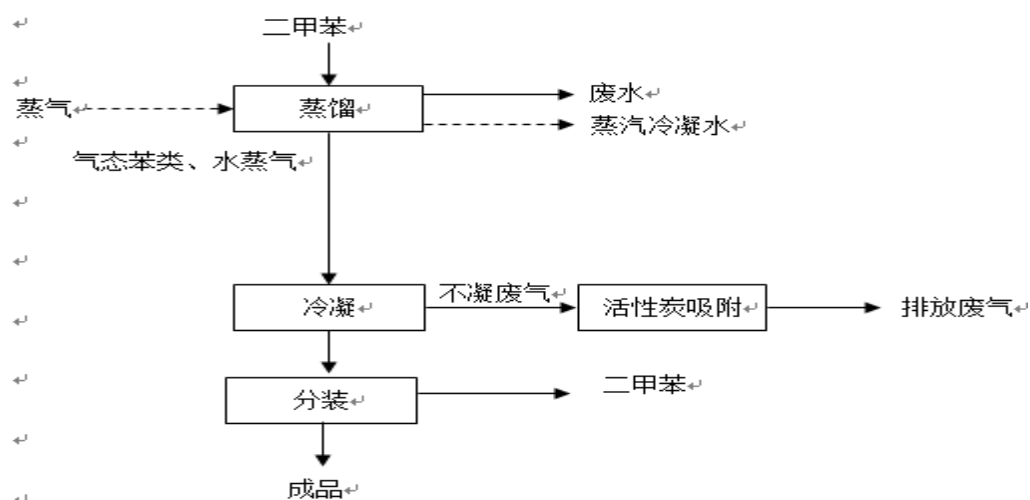 二甲苯
蒸气
蒸馏
废水
蒸汽冷凝水
气态苯类、水蒸气
冷凝
不凝废气
活性炭吸附
排放废气
分装
二甲苯
成品